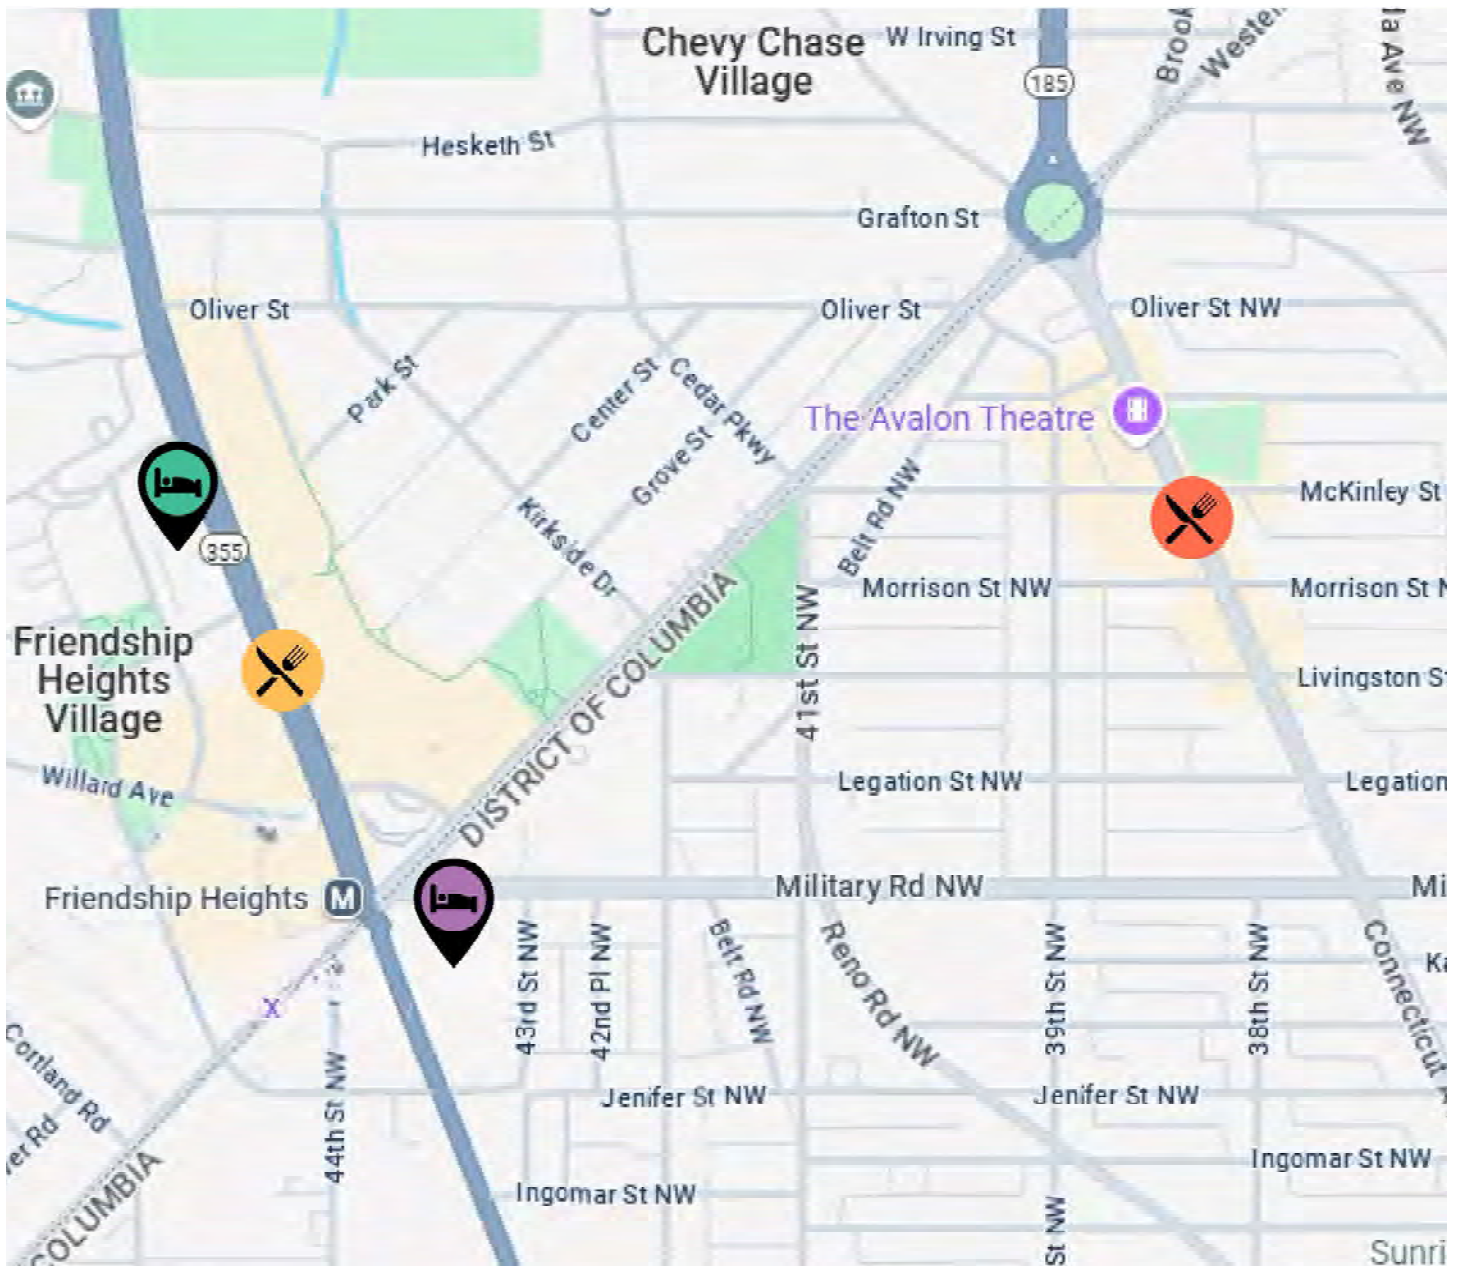 Chevy Chase
Village
W Irving St
185
Hesketh St
Grafton St
Oliver St
Oliver St
Oliver St NW
Park St
Center St
Cedar Pkwy
Grove St
The Avalon Theatre
Kirkside Dr
Belt Rd NW
McKinley St
355
Morrison St NW
Morrison St
Friendship
Heights
Village
41st St NW
Livingston
DISTRICT OF COLUMBIA
Willard Ave
Legation St NW
Legation
Friendship Heights
M
Military Rd NW
43rd St NW
42nd Pl NW
Belt Rd NW
Reno Rd NW
39th St NW
38th St NW
Connecticut
X
Cortland Rd
44th St NW
Jenifer St NW
Jenifer St NW
Ingomar St NW
Ingomar St NW
COLUMBIA
St NW
Ave NW